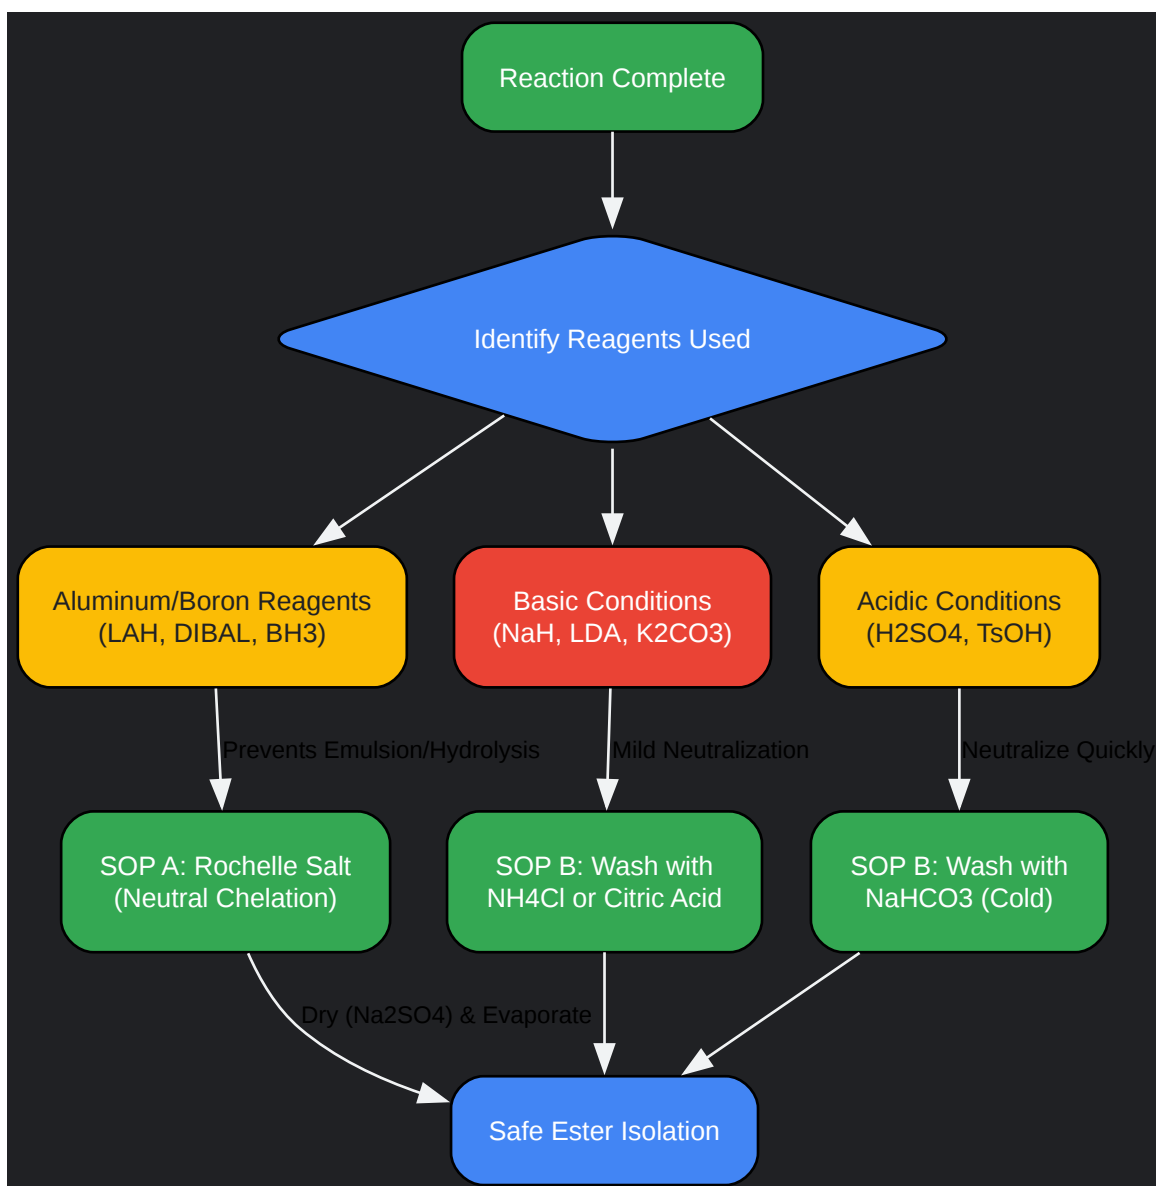 Reaction Complete
Identify Reagents Used
Aluminum/Boron Reagents
(LAH, DIBAL, BH3)
Basic Conditions
(NaH, LDA, K2CO3)
Acidic Conditions
(H2SO4, TsOH)
Prevents Emulsion/Hydrolysis
Mild Neutralization
Neutralize Quickly
SOP A: Rochelle Salt
(Neutral Chelation)
SOP B: Wash with
NH4Cl or Citric Acid
SOP B: Wash with
NaHCO3 (Cold)
Dry (Na2SO4) & Evaporate
Safe Ester Isolation